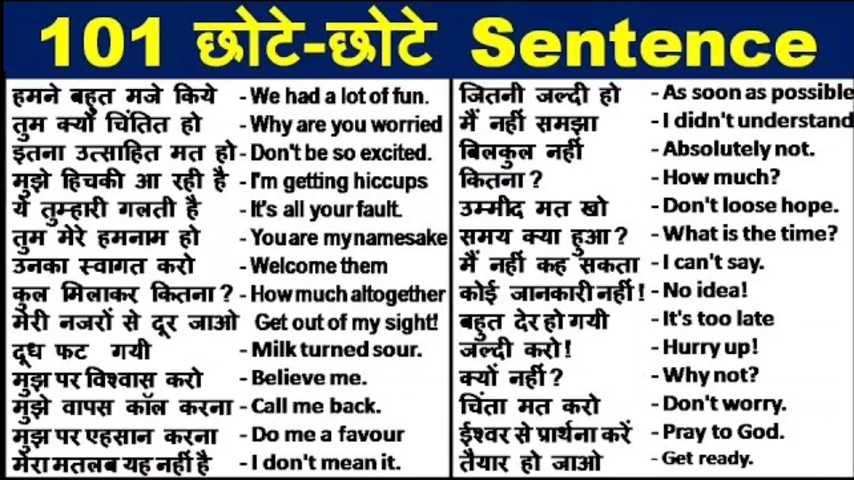 101 छोटे-छोटे Sentence
हमने बहुत मजे किये - We had a lot of fun.
तुम क्यों चिंतित हो - Why are you worried
इतना उत्साहित मत हो - Don't be so excited.
मुझे हिचकी आ रही है - I'm getting hiccups
ये तुम्हारी गलती है - It's all your fault.
तुम मेरे हमनाम हो - You are my namesake
उनका स्वागत करो - Welcome them
कुल मिलाकर कितना? - How much altogether
मेरी नजरों से दूर जाओ Get out of my sight!
दूध फट गयी - Milk turned sour.
मुझ पर विश्वास करो - Believe me.
मुझे वापस कॉल करना - Call me back.
मुझ पर एहसान करना - Do me a favour
मेरा मतलब यह नहीं है - I don't mean it.
जितनी जल्दी हो - As soon as possible
मैं नहीं समझा - I didn't understand
बिलकुल नहीं - Absolutely not.
कितना? - How much?
उम्मीद मत खो - Don't loose hope.
समय क्या हुआ? - What is the time?
मैं नहीं कह सकता - I can't say.
कोई जानकारी नहीं! - No idea!
बहुत देर हो गयी - It's too late
जल्दी करो! - Hurry up!
क्यों नहीं? - Why not?
चिंता मत करो - Don't worry.
ईश्वर से प्रार्थना करें - Pray to God.
तैयार हो जाओ - Get ready.